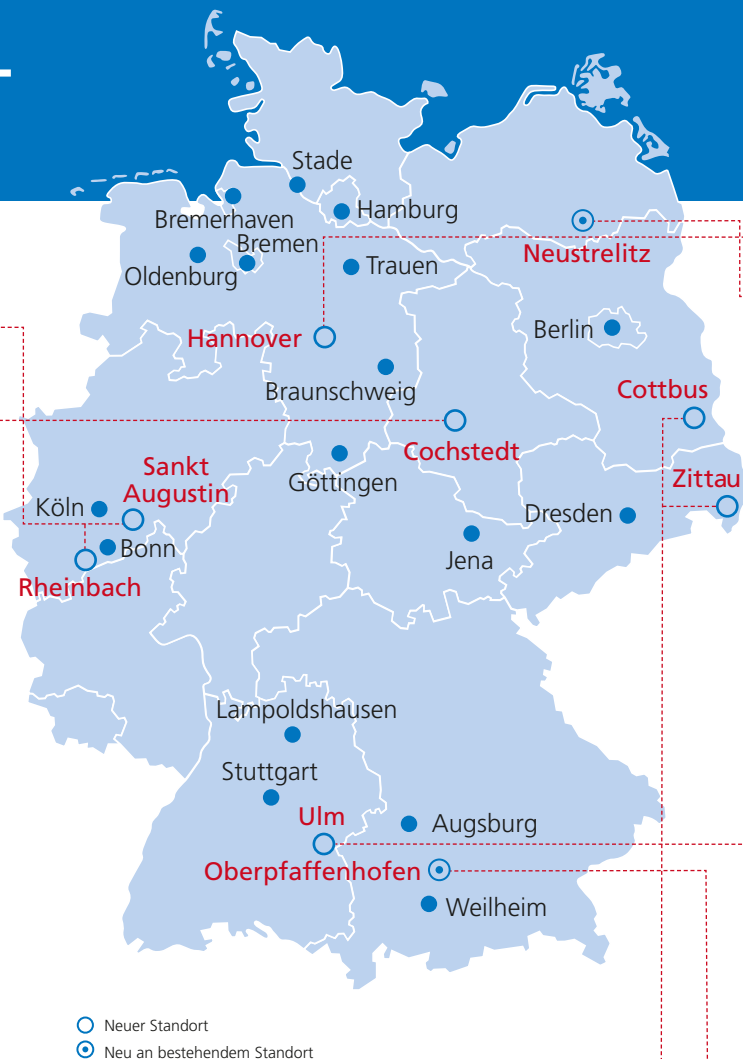 Stade
Hamburg
Bremerhaven
Bremen
Neustrelitz
Oldenburg
Trauen
Hannover
Berlin
Braunschweig
Cottbus
Cochstedt
Sankt
Augustin
Göttingen
Zittau
Köln
Dresden
Bonn
Jena
Rheinbach
Lampoldshausen
Stuttgart
Ulm
Augsburg
Oberpfaffenhofen
Weilheim
Neuer Standort
Neu an bestehendem Standort